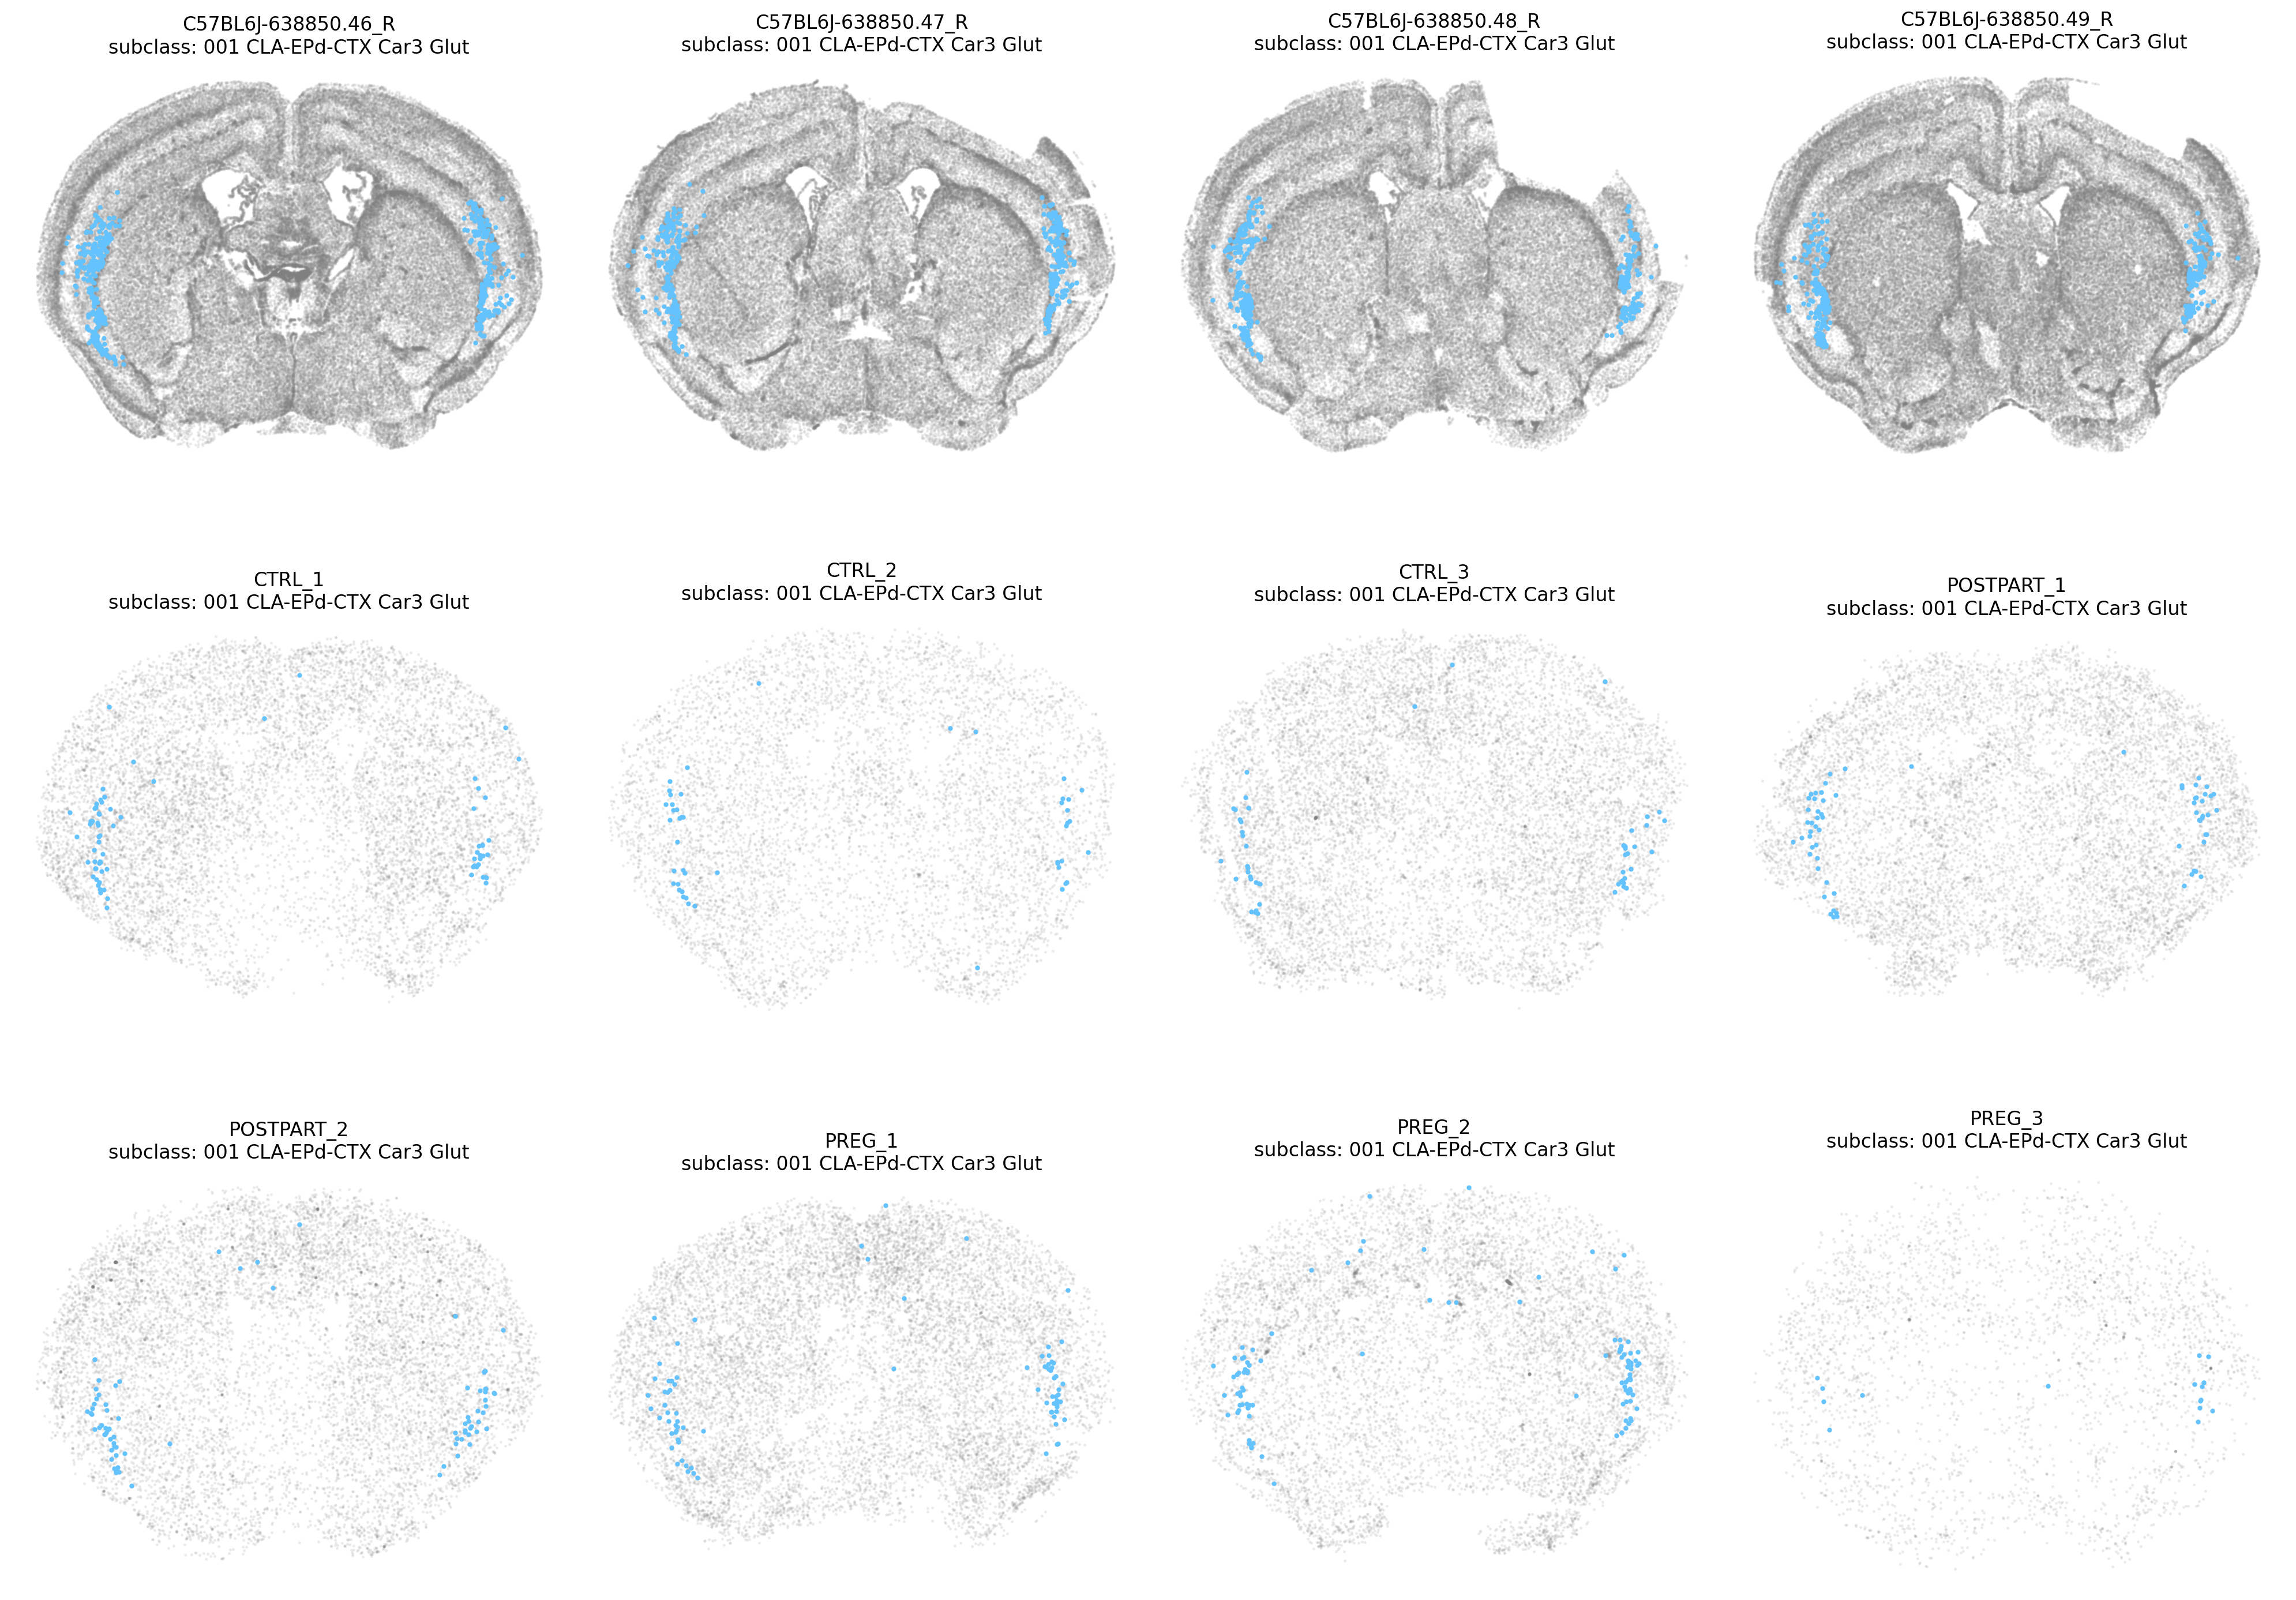 C57BL6J-638850.46_R
subclass: 001 CLA-EPd-CTX Car3 Glut
C57BL6J-638850.47_R
subclass: 001 CLA-EPd-CTX Car3 Glut
C57BL6J-638850.48_R
subclass: 001 CLA-EPd-CTX Car3 Glut
C57BL6J-638850.49_R
subclass: 001 CLA-EPd-CTX Car3 Glut
CTRL_1
subclass: 001 CLA-EPd-CTX Car3 Glut
CTRL_2
subclass: 001 CLA-EPd-CTX Car3 Glut
CTRL_3
subclass: 001 CLA-EPd-CTX Car3 Glut
POSTPART_1
subclass: 001 CLA-EPd-CTX Car3 Glut
POSTPART_2
subclass: 001 CLA-EPd-CTX Car3 Glut
PREG_1
subclass: 001 CLA-EPd-CTX Car3 Glut
PREG_2
subclass: 001 CLA-EPd-CTX Car3 Glut
PREG_3
subclass: 001 CLA-EPd-CTX Car3 Glut